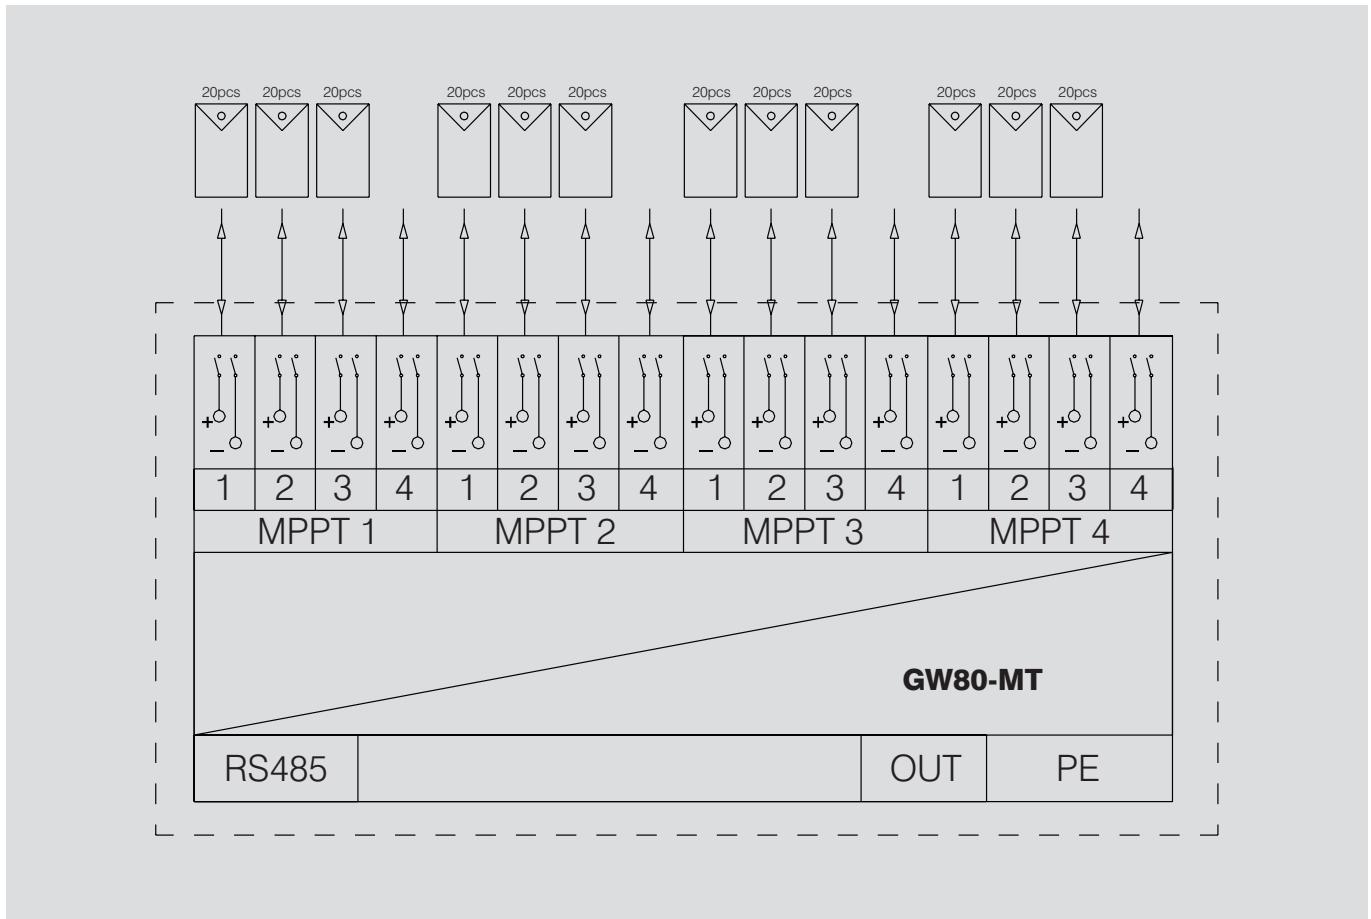 20pcs 20pcs 20pcs 20pcs 20pcs 20pcs 20pcs 20pcs 20pcs 20pcs 20pcs 20pcs
+ + + + + + + + + + + + + + + +
− − − − − − − − − − − − − − − −
1 2 3 4 1 2 3 4 1 2 3 4 1 2 3 4
MPPT 1 MPPT 2 MPPT 3 MPPT 4
GW80-MT
RS485 OUT PE